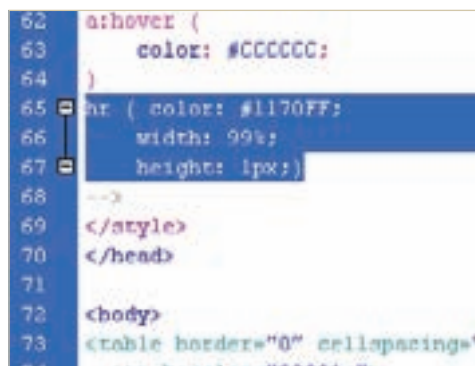 62 a:hover {
63 color: #CCCCCC;
64 }
65 hr { color: #1170FF;
66 width: 99%;
67 height: 1px;}
68 -->
69 </style>
70 </head>
71
72 <body>
73 <table border="0" cellspacing="